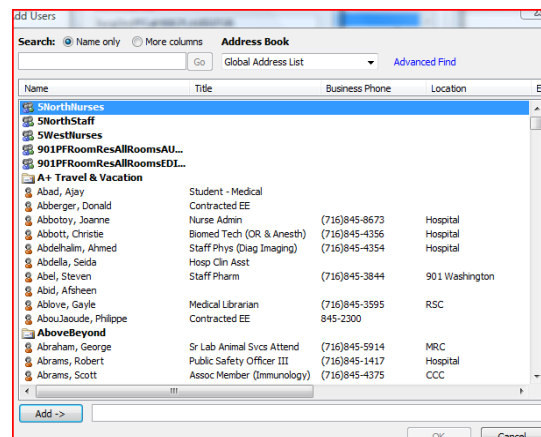 dd Users
Search: Name only More columns Address Book
Go Global Address List Advanced Find
Name Title Business Phone Location E
5NorthNurses
5NorthStaff
5WestNurses
901PFRoomResAllRoomsAU...
901PFRoomResAllRoomsEDI...
A+ Travel & Vacation
Abad, Ajay Student - Medical
Abberger, Donald Contracted EE
Abbotoy, Joanne Nurse Admin (716)845-8673 Hospital
Abbott, Christie Biomed Tech (OR & Anesth) (716)845-4356 Hospital
Abdelhalim, Ahmed Staff Phys (Diag Imaging) (716)845-4354 Hospital
Abdella, Seida Hosp Clin Asst
Abel, Steven Staff Pharm (716)845-3844 901 Washington
Abid, Afsheen
Ablove, Gayle Medical Librarian (716)845-3595 RSC
AbouJaoude, Philippe Contracted EE 845-2300
AboveBeyond
Abraham, George Sr Lab Animal Svcs Attend (716)845-5914 MRC
Abrams, Robert Public Safety Officer III (716)845-1417 Hospital
Abrams, Scott Assoc Member (Immunology) (716)845-4375 CCC
Add ->
OK Cancel